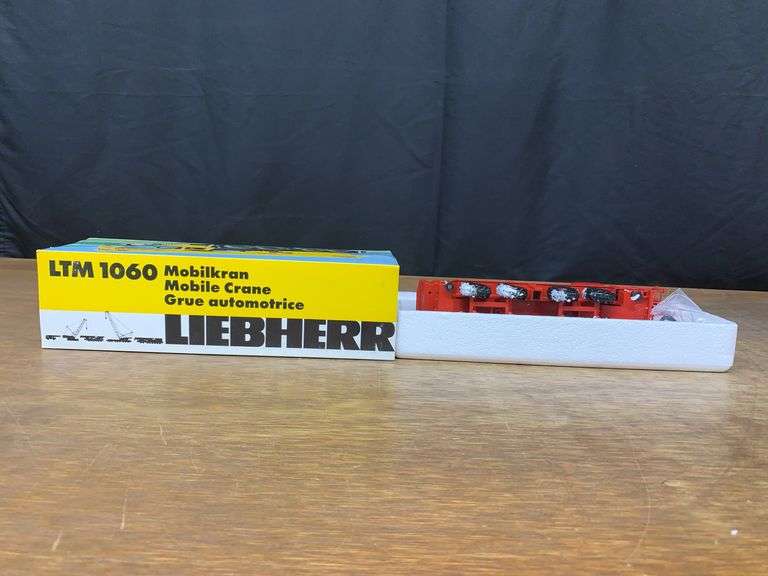 LTM 1060 Mobilkran
Mobile Crane
Grue automotrice
LIEBHERR